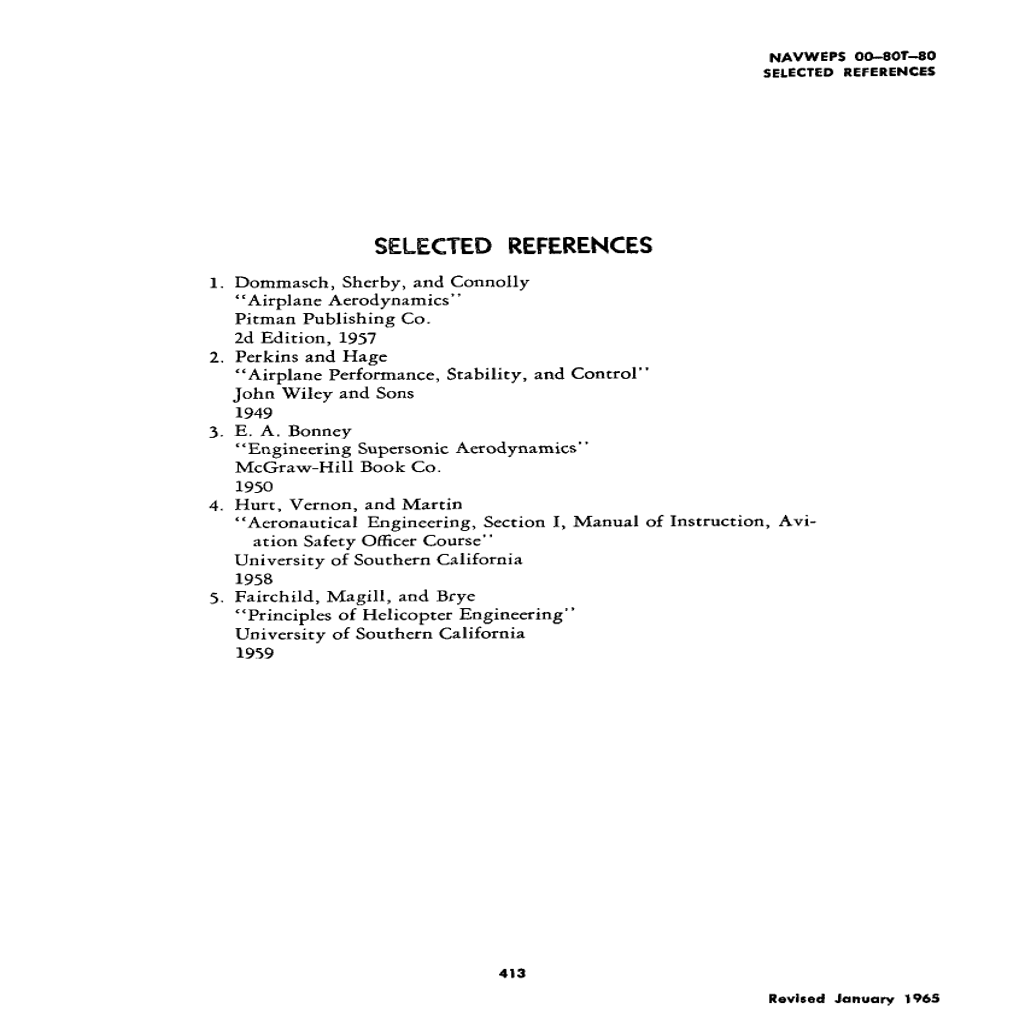 NAVWEPS 00-80T-80
SELECTED REFERENCES
SELECTED REFERENCES
1. Dommasch, Sherby, and Connolly
"Airplane Aerodynamics"
Pitman Publishing Co.
2d Edition, 1957
2. Perkins and Hage
"Airplane Performance, Stability, and Control"
John Wiley and Sons
1949
3. E. A. Bonney
"Engineering Supersonic Aerodynamics"
McGraw-Hill Book Co.
1950
4. Hurt, Vernon, and Martin
"Aeronautical Engineering, Section I, Manual of Instruction, Avi-
ation Safety Officer Course"
University of Southern California
1958
5. Fairchild, Magill, and Brye
"Principles of Helicopter Engineering"
University of Southern California
1959
413
Revised January 1965